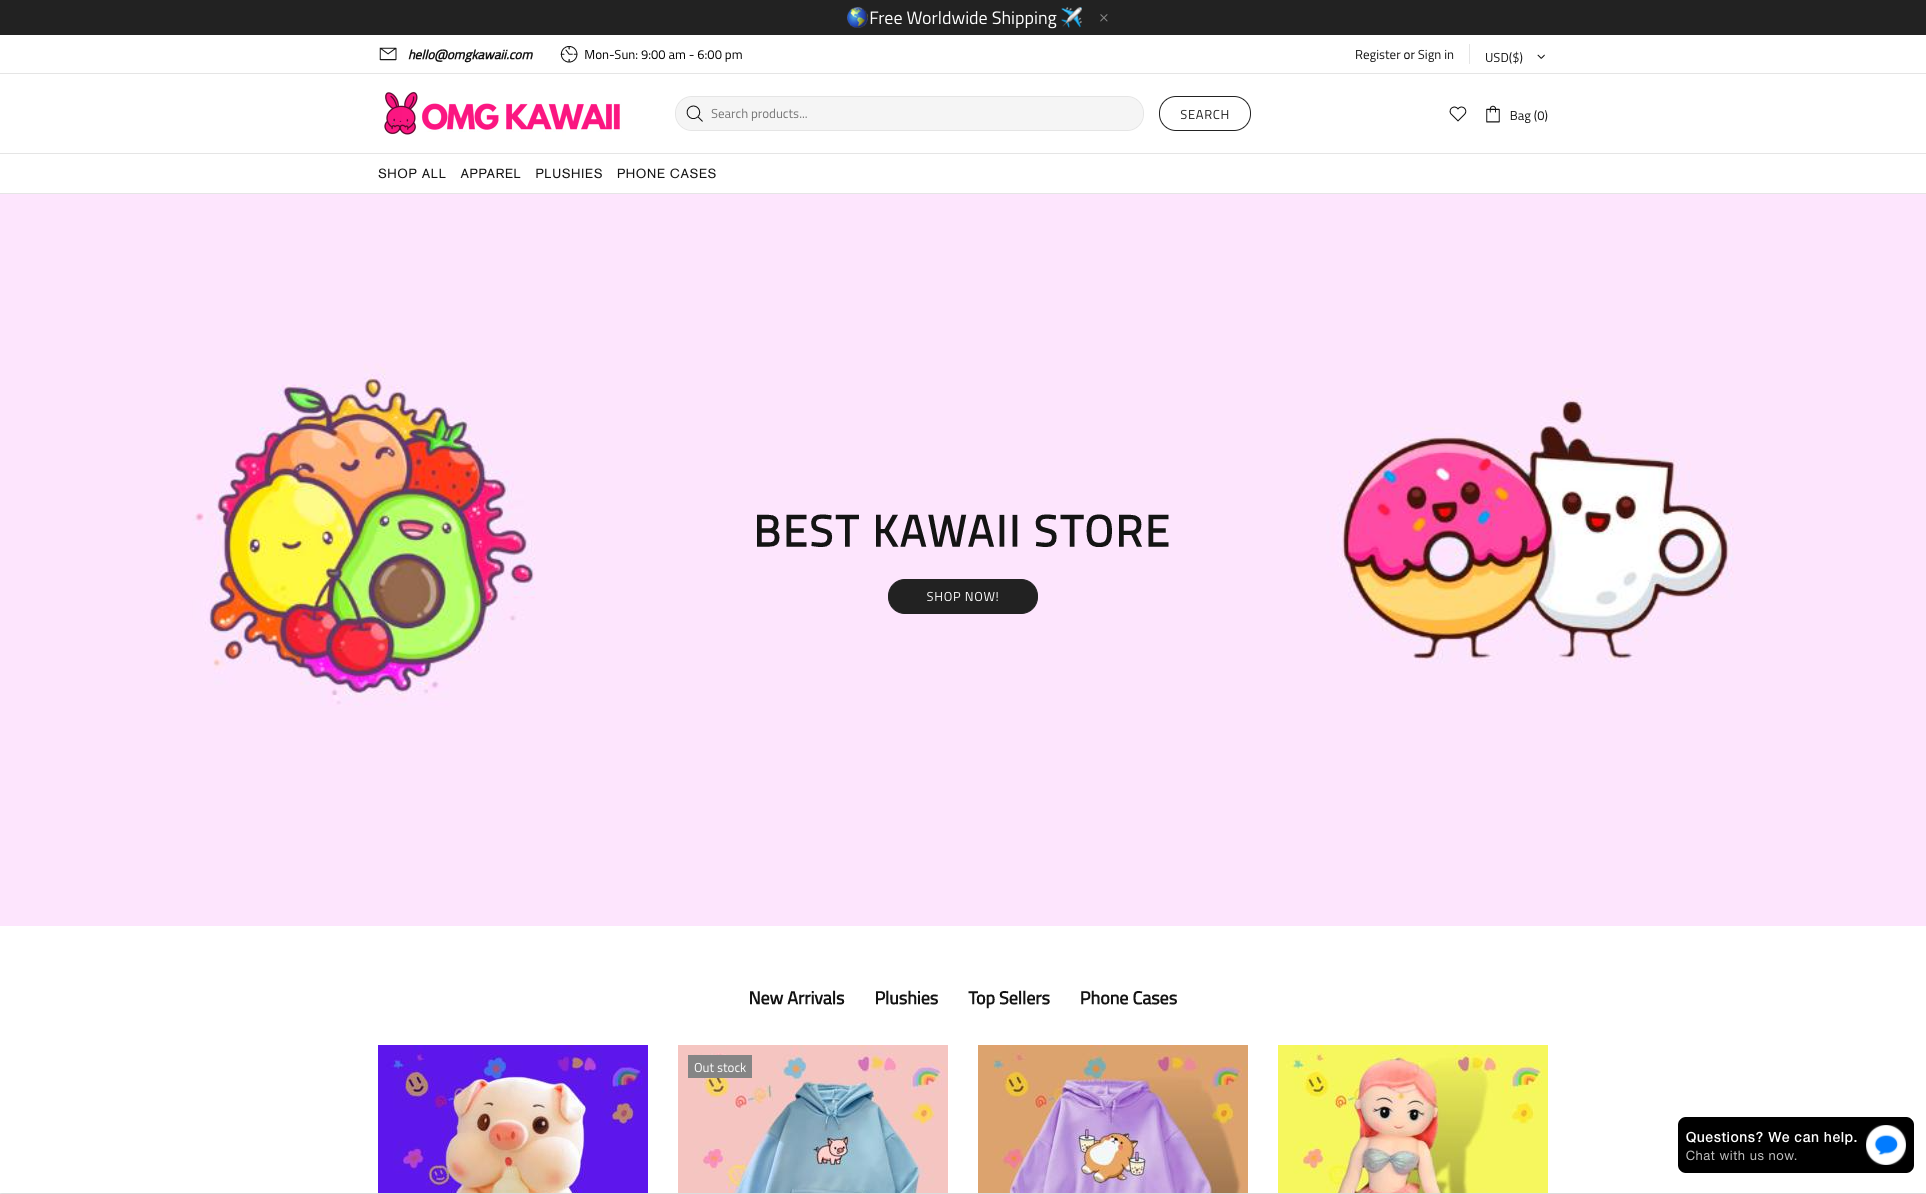 🌎Free Worldwide Shipping ✈️ ×
hello@omgkawaii.com Mon-Sun: 9:00 am - 6:00 pm Register or Sign in USD($)
OMG KAWAII Search products... SEARCH Bag (0)
SHOP ALL APPAREL PLUSHIES PHONE CASES
BEST KAWAII STORE
SHOP NOW!
New Arrivals Plushies Top Sellers Phone Cases
Out stock
Questions? We can help.
Chat with us now.